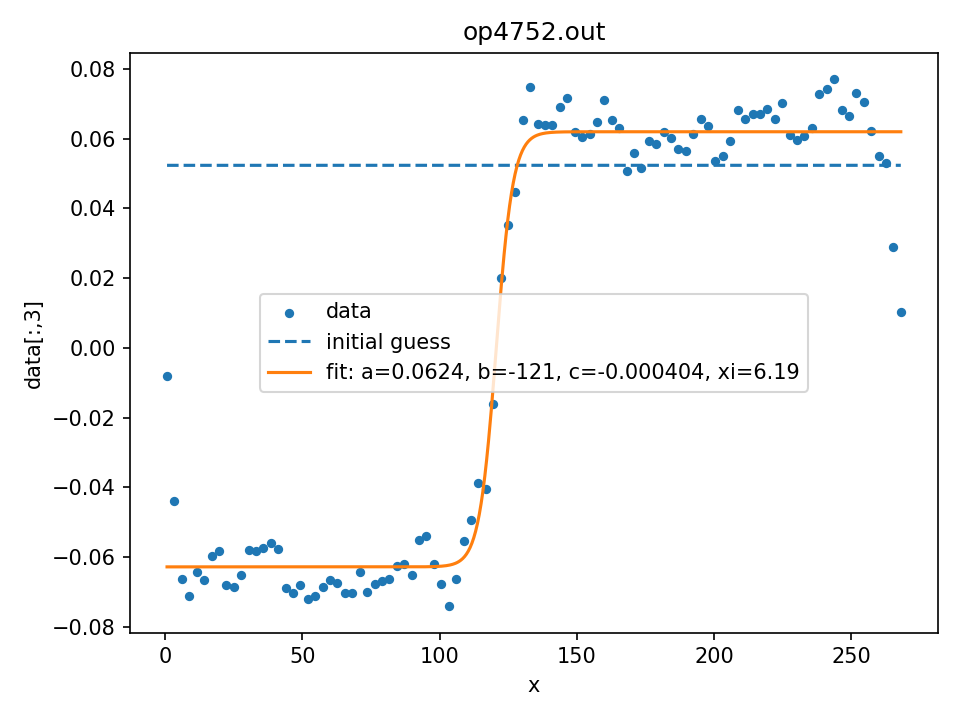 op4752.out
0.08
0.06
0.04
0.02
0.00
−0.02
−0.04
−0.06
−0.08
data[:,3]
data
initial guess
fit: a=0.0624, b=-121, c=-0.000404, xi=6.19
0 50 100 150 200 250
x